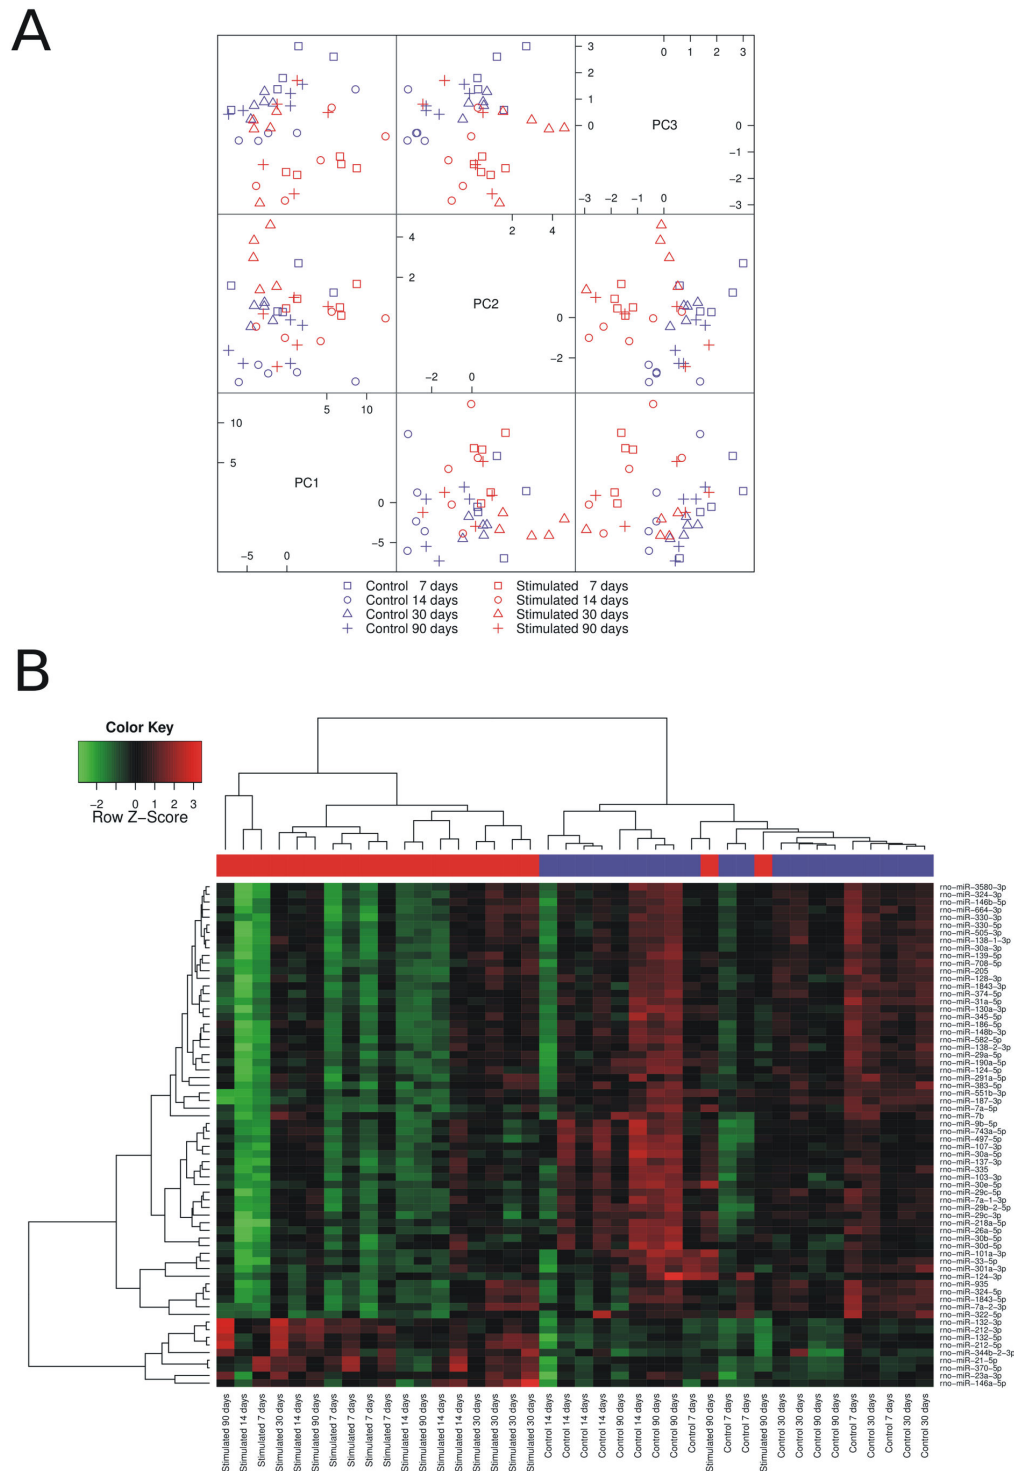 A
PC3
0 1 2 3
3
2
1
0
0
−1
−2
−3
−3 −2 −1 0
PC2
2 4
4
2
0
−2
−2 0
PC1
5 10
10
5
0
−5
−5 0
Control 7 days
Control 14 days
Control 30 days
Control 90 days
Stimulated 7 days
Stimulated 14 days
Stimulated 30 days
Stimulated 90 days
B
Color Key
−2 0 1 2 3
Row Z−Score
rno−miR−3580−3p
rno−miR−324−3p
rno−miR−146b−5p
rno−miR−664−3p
rno−miR−330−3p
rno−miR−330−5p
rno−miR−505−3p
rno−miR−138−1−3p
rno−miR−30a−3p
rno−miR−139−5p
rno−miR−708−5p
rno−miR−205
rno−miR−128−3p
rno−miR−1843−3p
rno−miR−374−5p
rno−miR−31a−5p
rno−miR−130a−3p
rno−miR−345−5p
rno−miR−186−5p
rno−miR−148b−3p
rno−miR−582−5p
rno−miR−138−2−3p
rno−miR−29a−5p
rno−miR−190a−5p
rno−miR−124−5p
rno−miR−291a−5p
rno−miR−383−5p
rno−miR−551b−3p
rno−miR−187−3p
rno−miR−7a−5p
rno−miR−7b
rno−miR−9b−5p
rno−miR−743a−5p
rno−miR−497−5p
rno−miR−107−3p
rno−miR−30a−5p
rno−miR−137−3p
rno−miR−335
rno−miR−103−3p
rno−miR−30e−5p
rno−miR−29c−5p
rno−miR−7a−1−3p
rno−miR−29b−2−5p
rno−miR−29c−3p
rno−miR−218a−5p
rno−miR−26a−5p
rno−miR−30b−5p
rno−miR−30d−5p
rno−miR−101a−3p
rno−miR−33−5p
rno−miR−301a−3p
rno−miR−124−3p
rno−miR−935
rno−miR−324−5p
rno−miR−1843−5p
rno−miR−7a−2−3p
rno−miR−322−5p
rno−miR−132−3p
rno−miR−212−3p
rno−miR−132−5p
rno−miR−212−5p
rno−miR−344b−2−3p
rno−miR−21−5p
rno−miR−370−5p
rno−miR−23a−3p
rno−miR−146a−5p
Stimulated 90 days
Stimulated 14 days
Stimulated 7 days
Stimulated 30 days
Stimulated 90 days
Stimulated 90 days
Stimulated 7 days
Stimulated 7 days
Stimulated 7 days
Stimulated 7 days
Stimulated 14 days
Stimulated 90 days
Stimulated 14 days
Stimulated 14 days
Stimulated 30 days
Stimulated 30 days
Stimulated 30 days
Stimulated 30 days
Control 14 days
Control 14 days
Control 14 days
Control 14 days
Control 90 days
Control 14 days
Control 90 days
Control 90 days
Control 7 days
Stimulated 90 days
Control 7 days
Control 7 days
Stimulated 90 days
Control 30 days
Control 30 days
Control 90 days
Control 90 days
Control 7 days
Control 30 days
Control 7 days
Control 30 days
Control 30 days